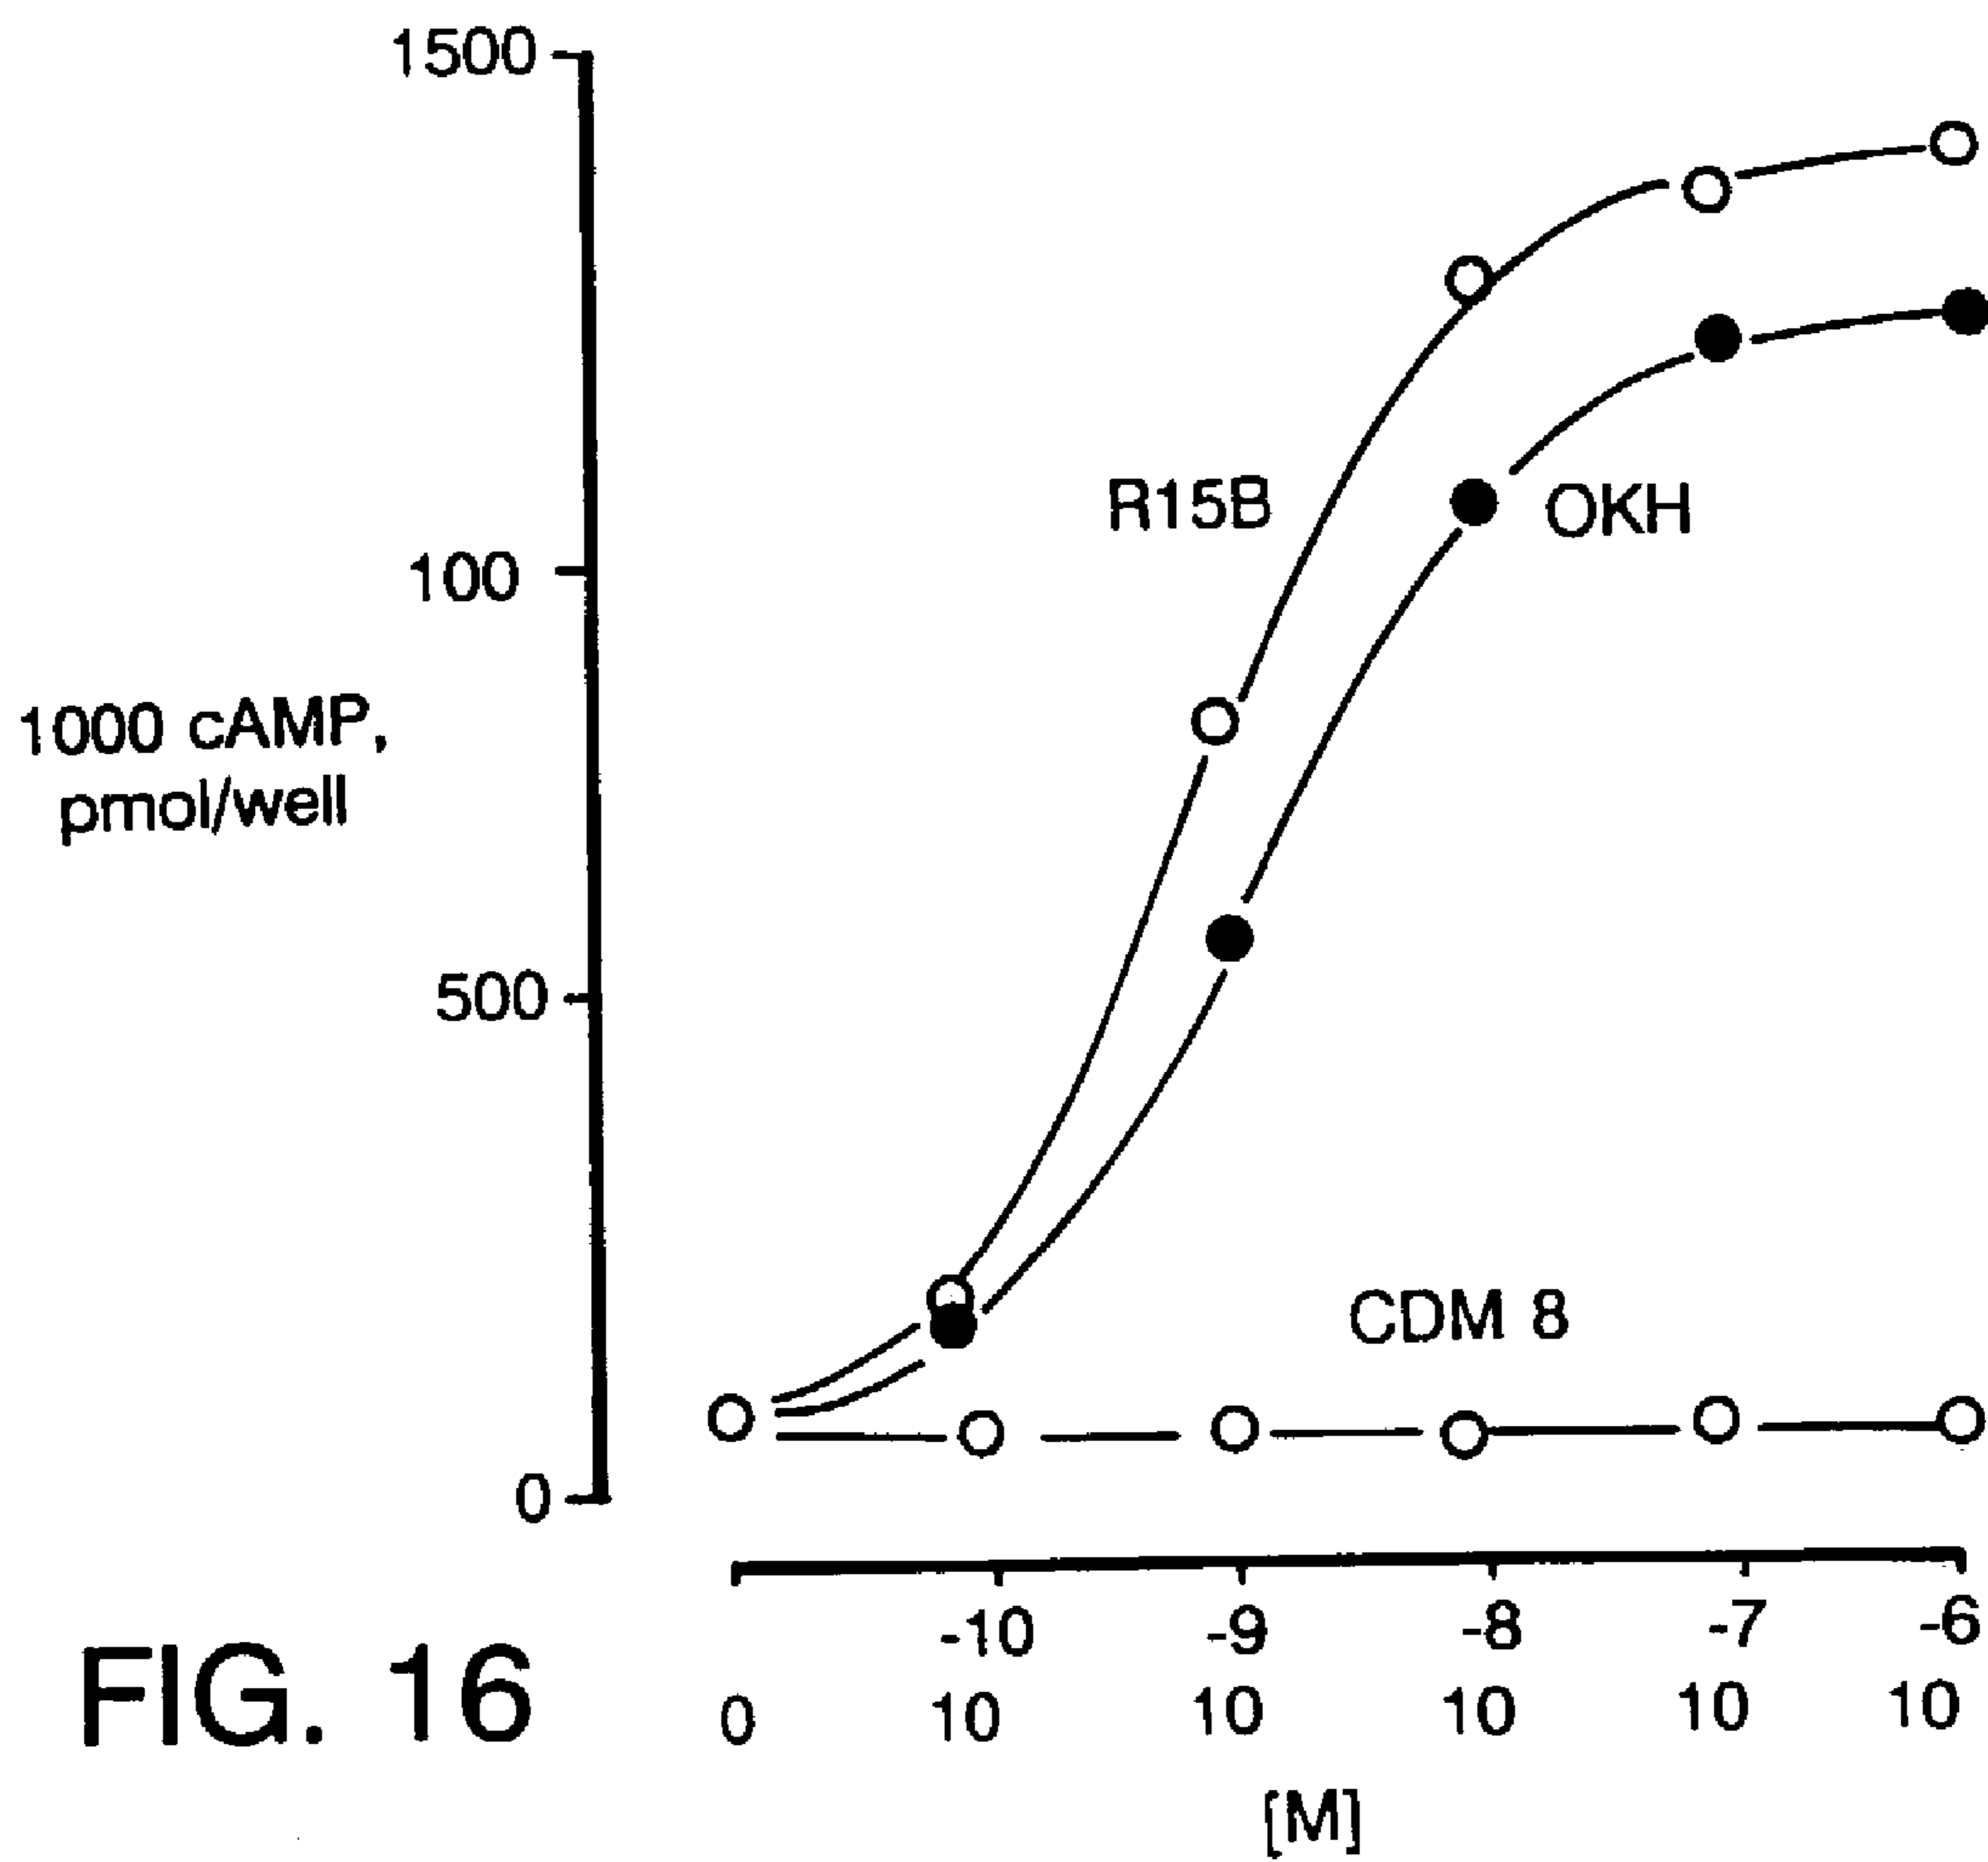 1500
R15B
OKH
100
1000 cAMP,
pmol/well
500
CDM 8
0
-10 -9 -8 -7 -6
0 10 10 10 10 10
[M]
FIG. 16